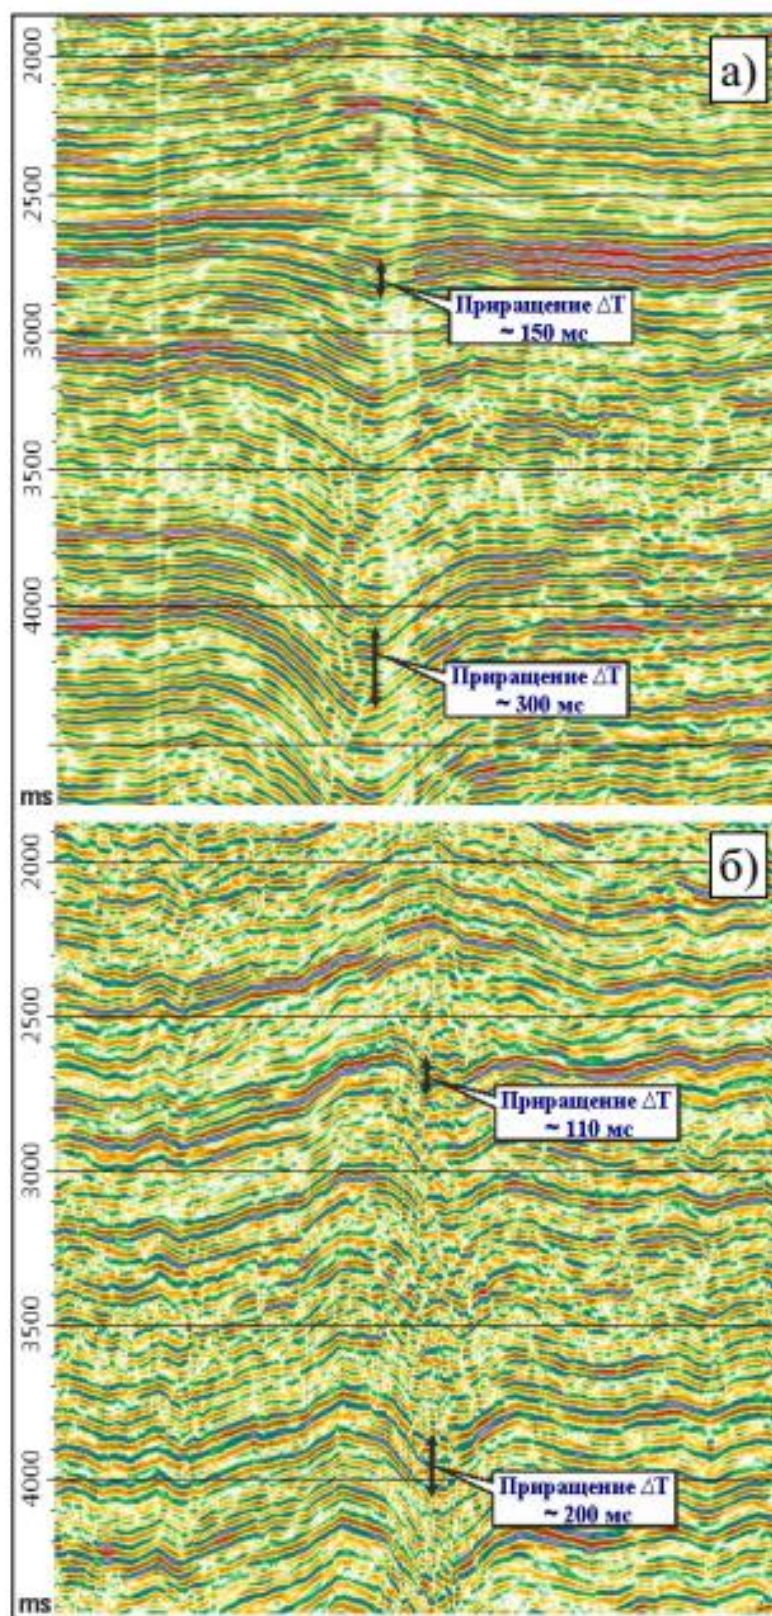 а)
2000
2500
Приращение ΔT
~ 150 мс
3000
3500
4000
Приращение ΔT
~ 300 мс
ms
б)
2000
2500
Приращение ΔT
~ 110 мс
3000
3500
4000
Приращение ΔT
~ 200 мс
ms